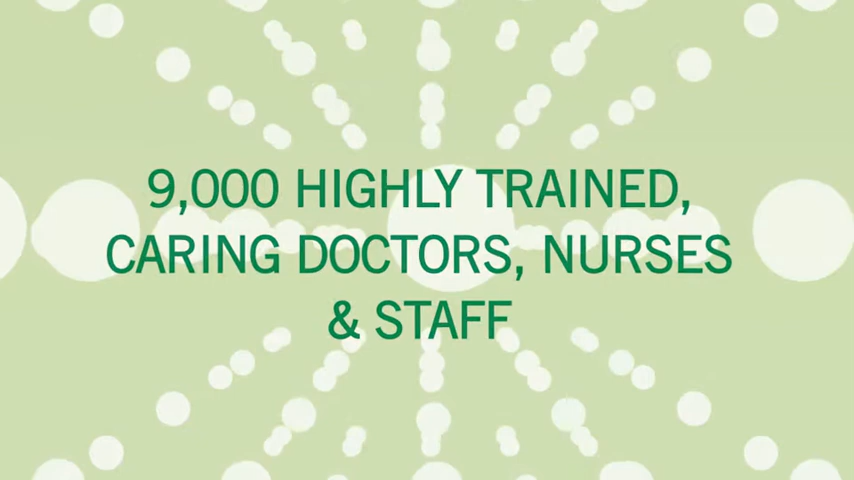 9,000 HIGHLY TRAINED,
CARING DOCTORS, NURSES
& STAFF